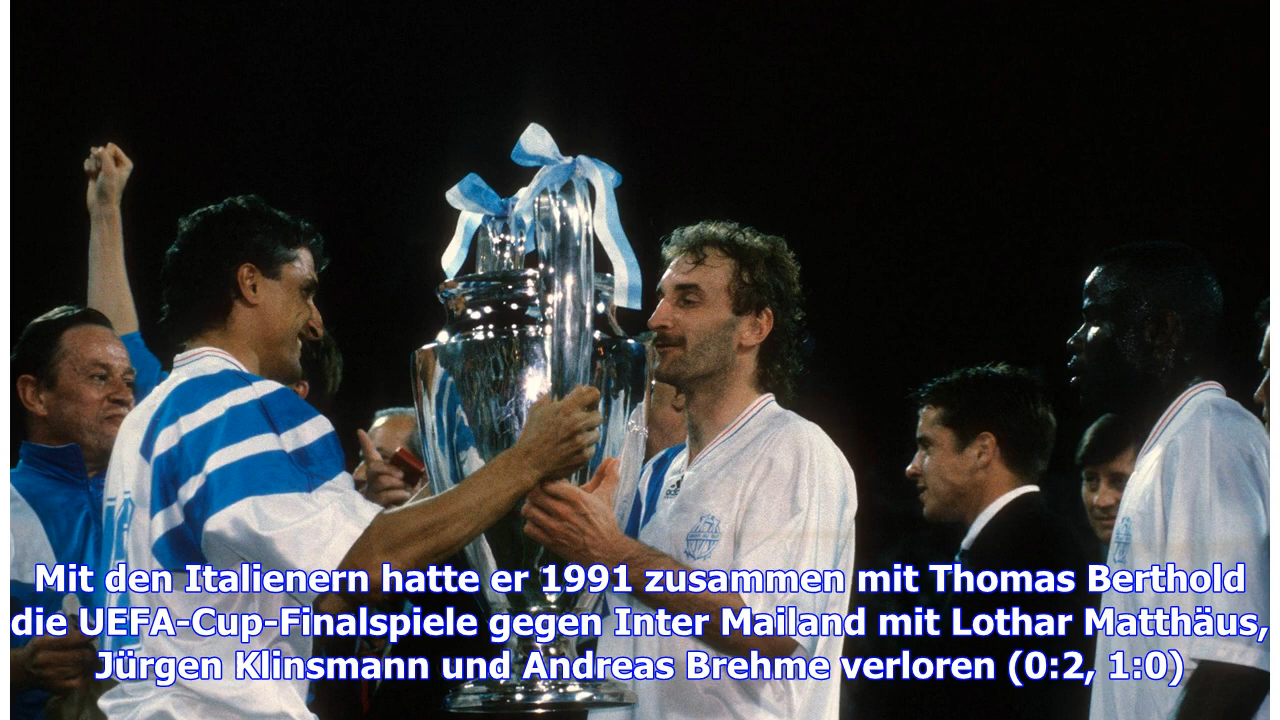 Mit den Italienern hatte er 1991 zusammen mit Thomas Berthold
die UEFA-Cup-Finalspiele gegen Inter Mailand mit Lothar Matthäus,
Jürgen Klinsmann und Andreas Brehme verloren (0:2, 1:0)